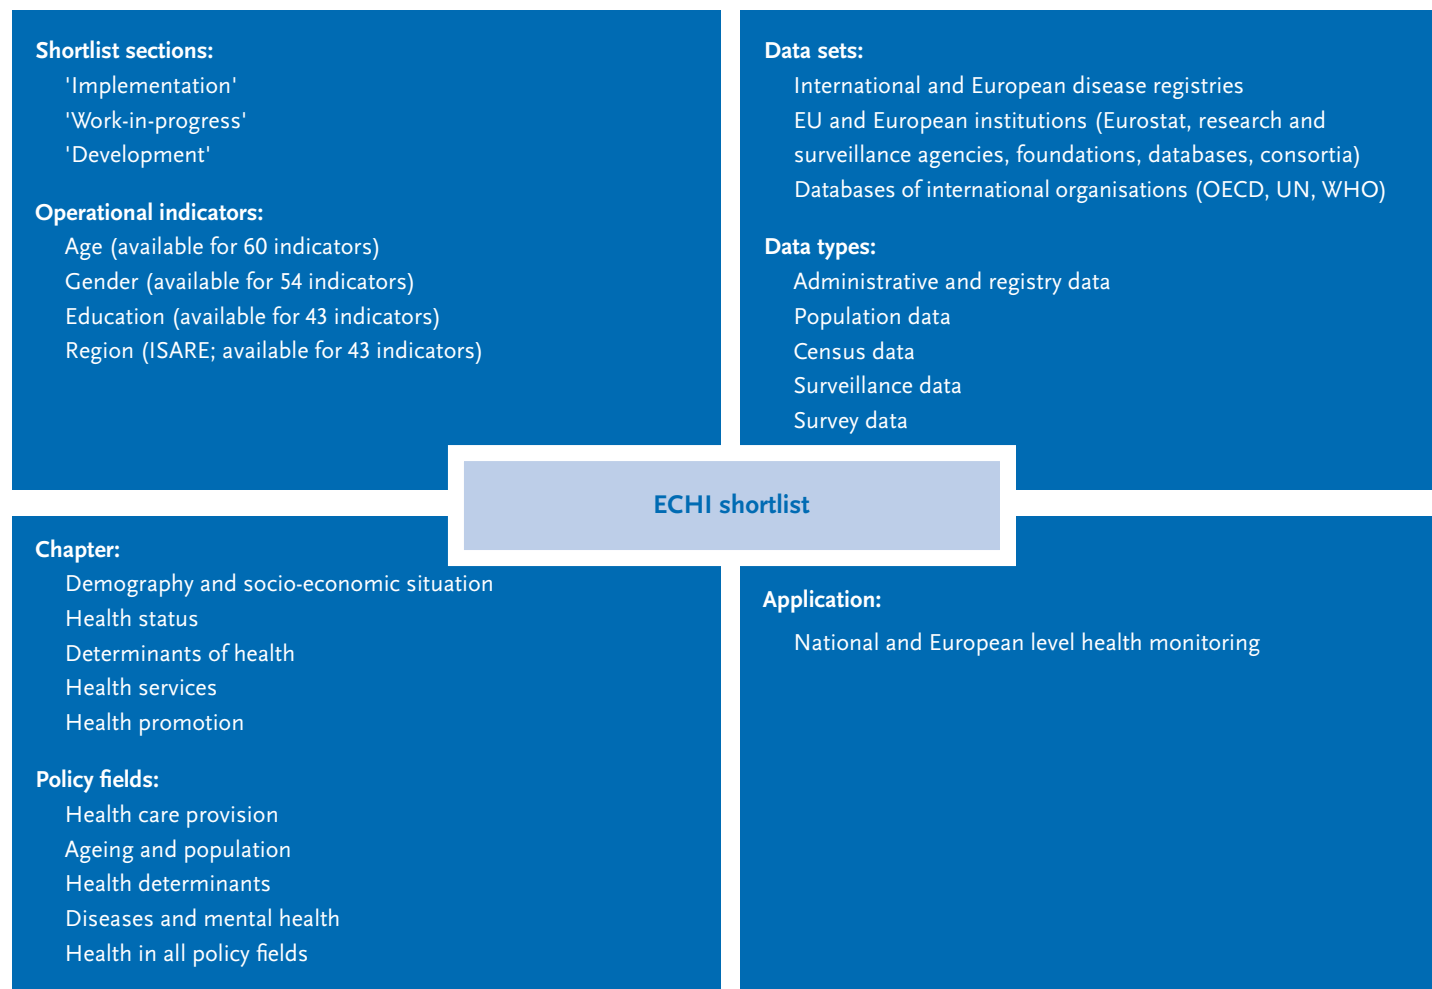 Shortlist sections:
'Implementation'
'Work-in-progress'
'Development'
Operational indicators:
Age (available for 60 indicators)
Gender (available for 54 indicators)
Education (available for 43 indicators)
Region (ISARE; available for 43 indicators)
Data sets:
International and European disease registries
EU and European institutions (Eurostat, research and
surveillance agencies, foundations, databases, consortia)
Databases of international organisations (OECD, UN, WHO)
Data types:
Administrative and registry data
Population data
Census data
Surveillance data
Survey data
ECHI shortlist
Chapter:
Demography and socio-economic situation
Health status
Determinants of health
Health services
Health promotion
Policy fields:
Health care provision
Ageing and population
Health determinants
Diseases and mental health
Health in all policy fields
Application:
National and European level health monitoring